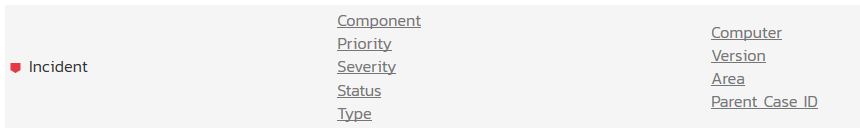 Incident
Component
Priority
Severity
Status
Type
Computer
Version
Area
Parent Case ID